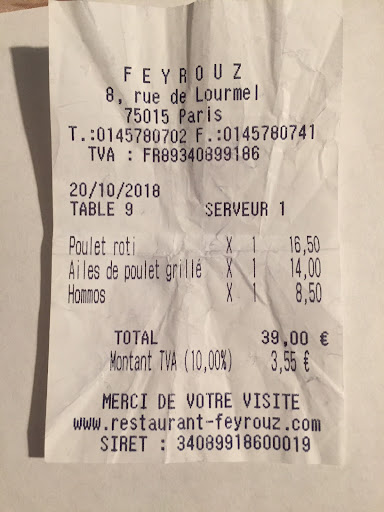 FEYROUZ
8, rue de Lourmel
75015 Paris
T.:0145780702 F.:0145780741
TVA : FR89340899186
20/10/2018
TABLE 9 SERVEUR 1
Poulet roti X 1 16,50
Ailes de poulet grillé X 1 14,00
Hommos X 1 8,50
TOTAL 39,00 €
Montant TVA (10,00%) 3,55 €
MERCI DE VOTRE VISITE
www.restaurant-feyrouz.com
SIRET : 34089918600019